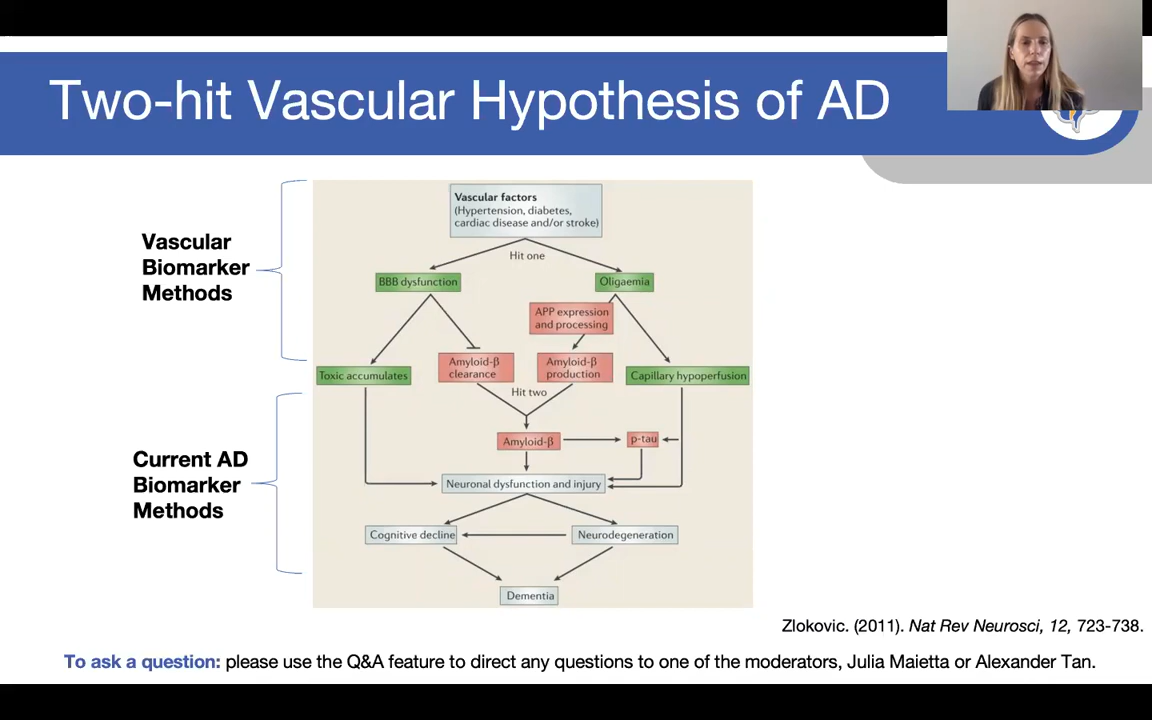 Two-hit Vascular Hypothesis of AD
Vascular
Biomarker
Methods
Vascular factors
(Hypertension, diabetes,
cardiac disease and/or stroke)
Hit one
BBB dysfunction
Oligaemia
APP expression
and processing
Toxic accumulates
Amyloid-β
clearance
Amyloid-β
production
Capillary hypoperfusion
Hit two
Current AD
Biomarker
Methods
Amyloid-β
p-tau
Neuronal dysfunction and injury
Cognitive decline
Neurodegeneration
Dementia
Zlokovic. (2011). Nat Rev Neurosci, 12, 723-738.
To ask a question: please use the Q&A feature to direct any questions to one of the moderators, Julia Maietta or Alexander Tan.